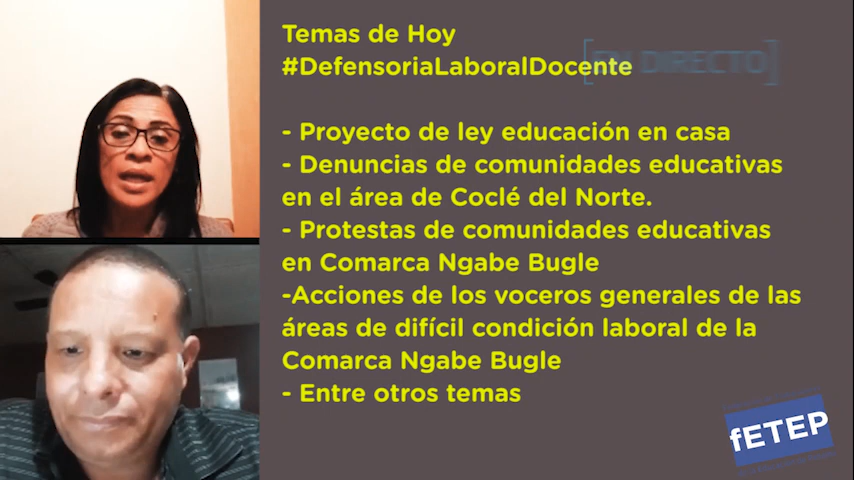 Temas de Hoy
#DefensoriaLaboralDocente
EN DIRECTO
- Proyecto de ley educación en casa
- Denuncias de comunidades educativas
en el área de Coclé del Norte.
- Protestas de comunidades educativas
en Comarca Ngabe Bugle
-Acciones de los voceros generales de las
áreas de difícil condición laboral de la
Comarca Ngabe Bugle
- Entre otros temas
fETEP